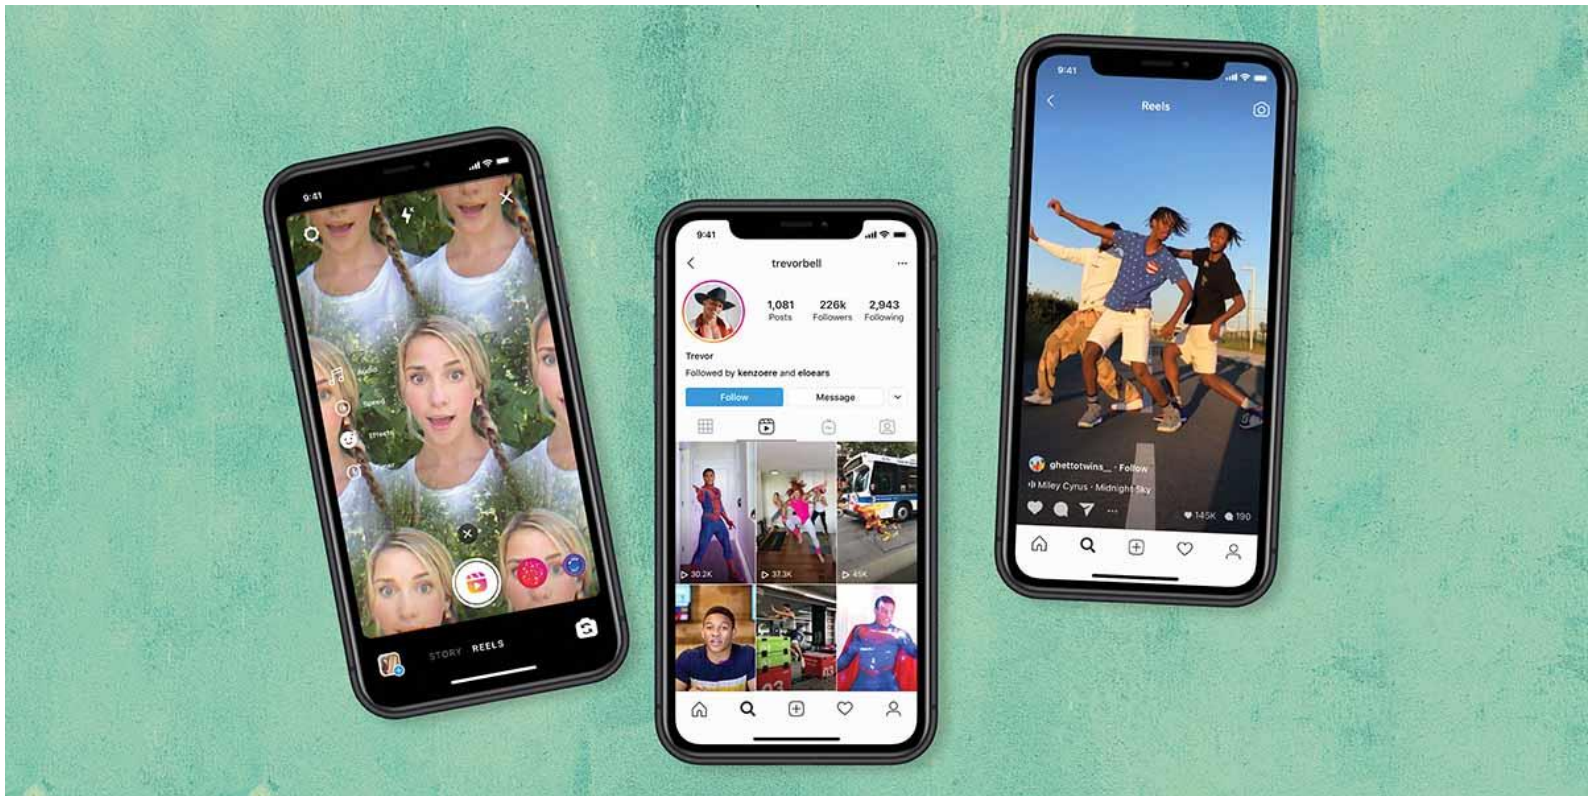 9:41
Audio
Speed
Effects
STORY REELS
9:41
trevorbell
1,081 226k 2,943
Posts Followers Following
Trevor
Followed by kenzoere and eloears
Follow Message
30.2K 37.3K 45K
03 03
9:41
Reels
ghettotwins_ · Follow
Miley Cyrus · Midnight Sky
145K 190